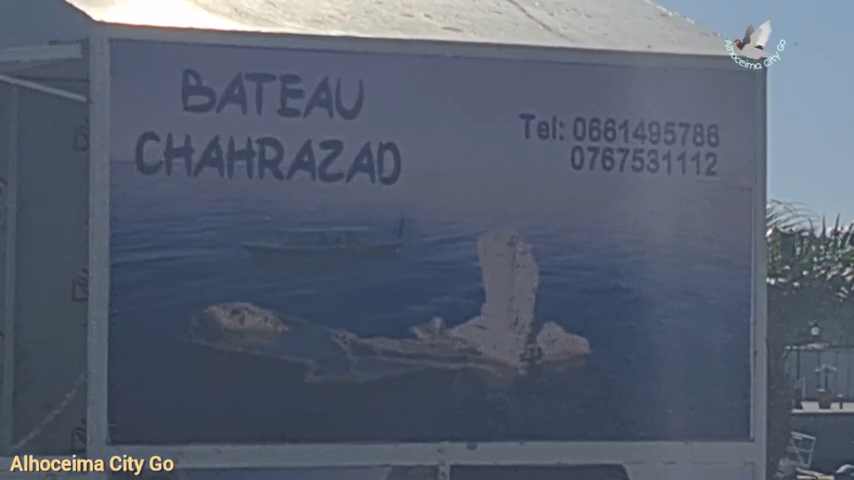 BATEAU
CHAHRAZAD
Tel: 0661495786
0767531112
Alhoceima City Go
Alhoceima City Go